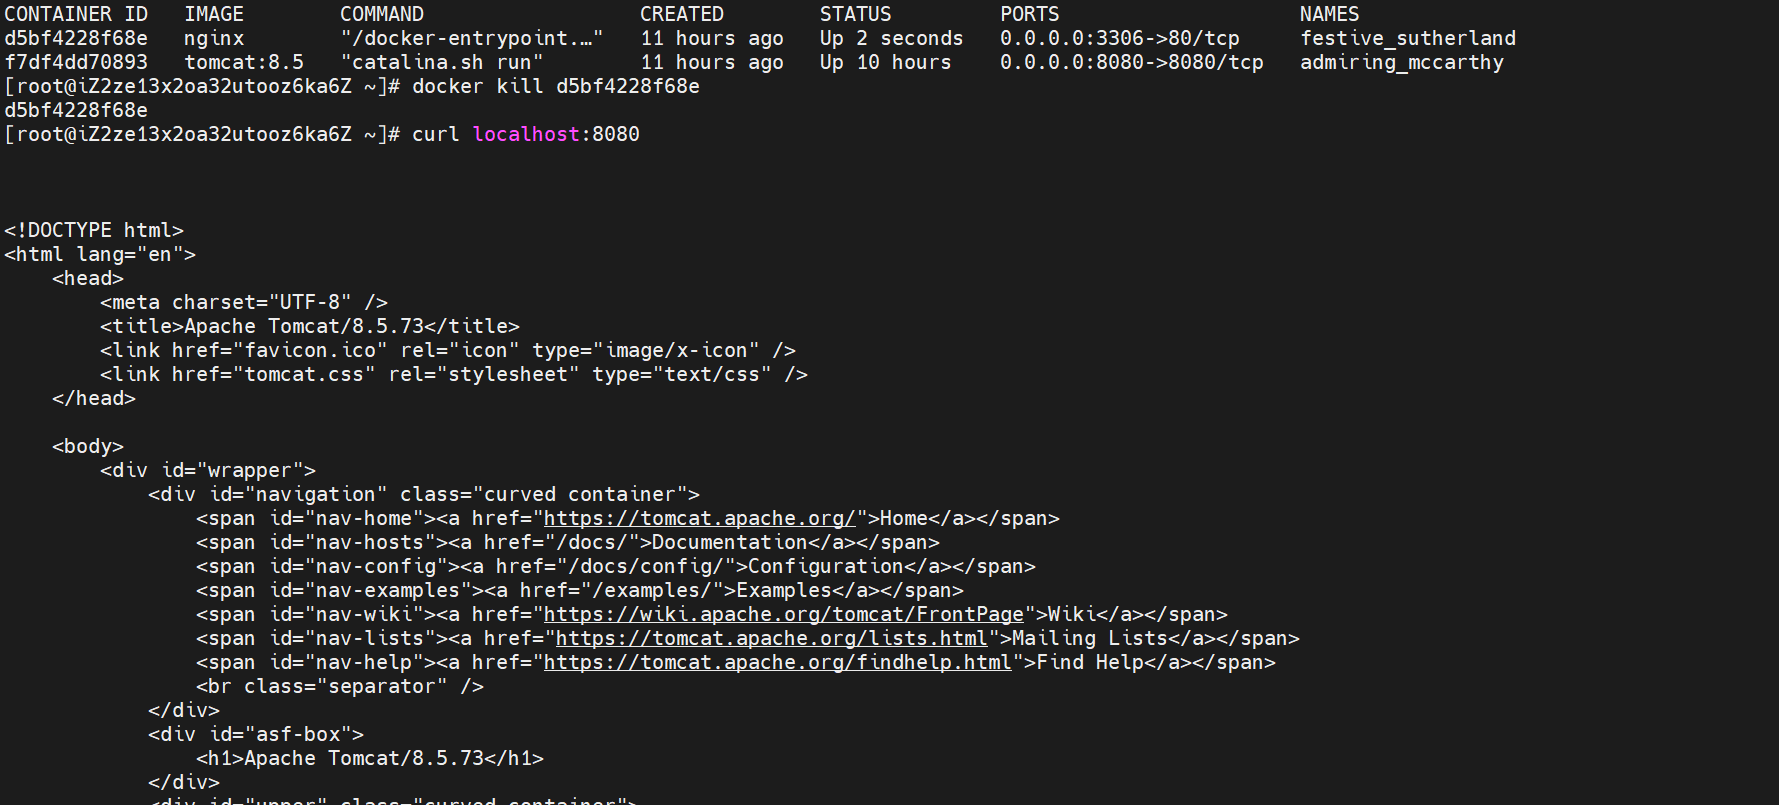 CONTAINER ID   IMAGE        COMMAND                  CREATED        STATUS         PORTS                    NAMES
d5bf4228f68e   nginx        "/docker-entrypoint.…"   11 hours ago   Up 2 seconds   0.0.0.0:3306->80/tcp     festive_sutherland
f7df4dd70893   tomcat:8.5   "catalina.sh run"        11 hours ago   Up 10 hours    0.0.0.0:8080->8080/tcp   admiring_mccarthy
[root@iZ2ze13x2oa32utooz6ka6Z ~]# docker kill d5bf4228f68e
d5bf4228f68e
[root@iZ2ze13x2oa32utooz6ka6Z ~]# curl localhost:8080
<!DOCTYPE html>
<html lang="en">
    <head>
        <meta charset="UTF-8" />
        <title>Apache Tomcat/8.5.73</title>
        <link href="favicon.ico" rel="icon" type="image/x-icon" />
        <link href="tomcat.css" rel="stylesheet" type="text/css" />
    </head>
    <body>
        <div id="wrapper">
            <div id="navigation" class="curved container">
                <span id="nav-home"><a href="https://tomcat.apache.org/">Home</a></span>
                <span id="nav-hosts"><a href="/docs/">Documentation</a></span>
                <span id="nav-config"><a href="/docs/config/">Configuration</a></span>
                <span id="nav-examples"><a href="/examples/">Examples</a></span>
                <span id="nav-wiki"><a href="https://wiki.apache.org/tomcat/FrontPage">Wiki</a></span>
                <span id="nav-lists"><a href="https://tomcat.apache.org/lists.html">Mailing Lists</a></span>
                <span id="nav-help"><a href="https://tomcat.apache.org/findhelp.html">Find Help</a></span>
                <br class="separator" />
            </div>
            <div id="asf-box">
                <h1>Apache Tomcat/8.5.73</h1>
            </div>
            <div id="upper" class="curved container">